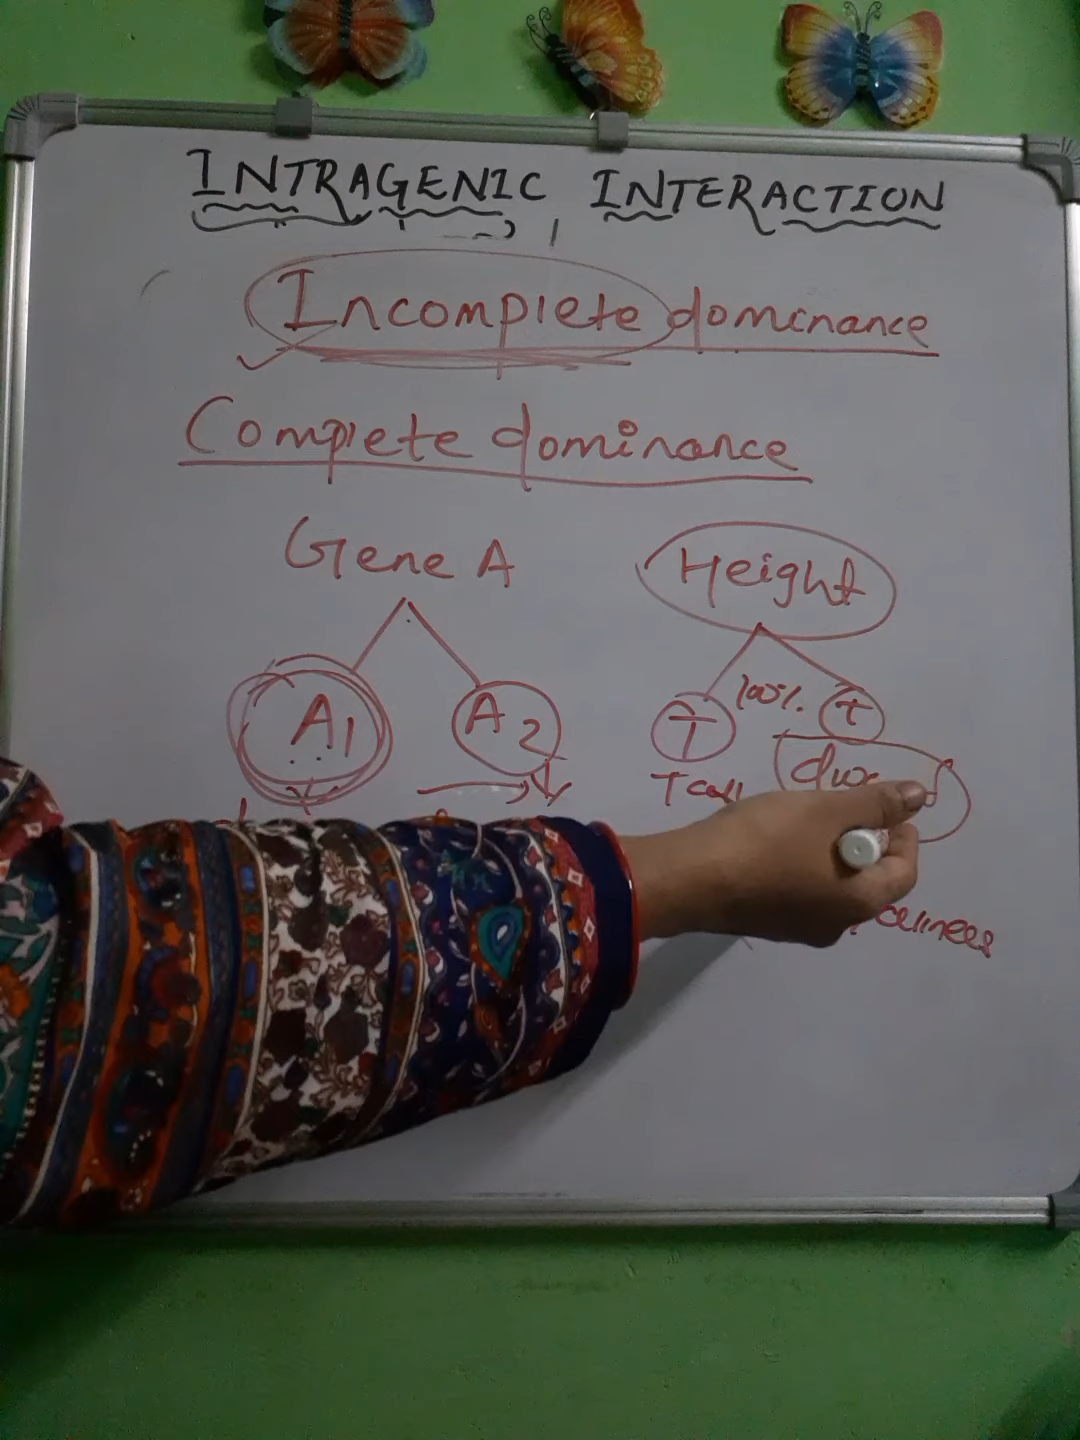 INTRAGENIC INTERACTION
Incomplete dominance
Complete dominance
Gene A Height
A1 A2 T 100% t
Tall